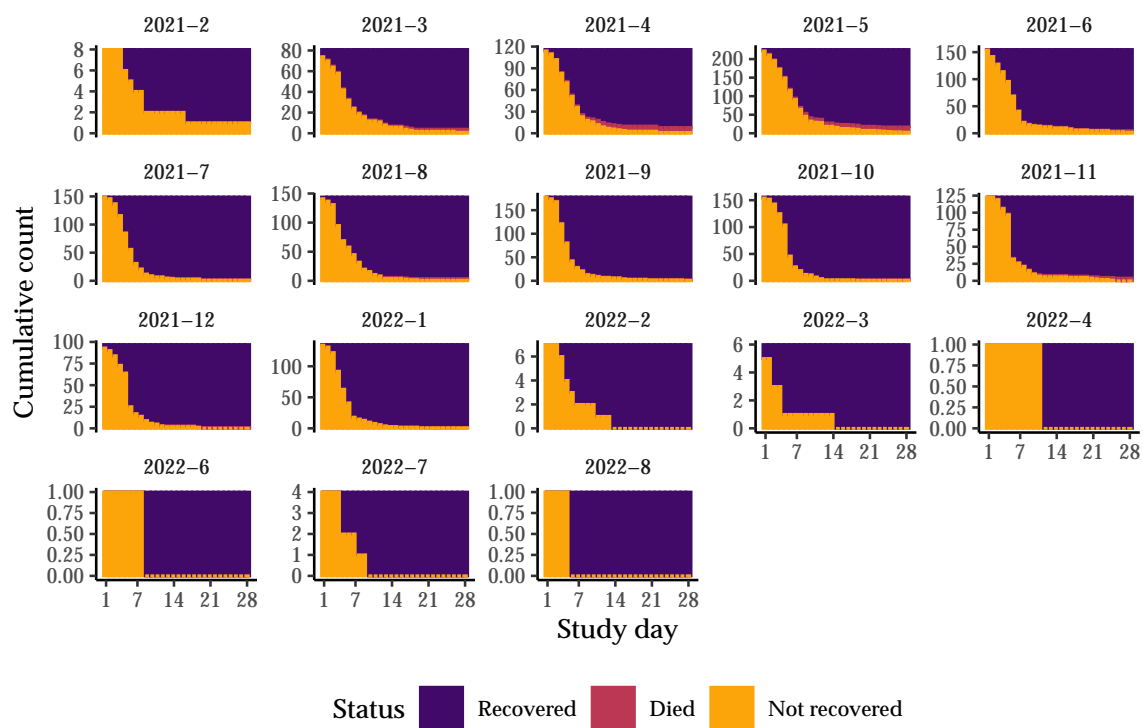 2021−2 2021−3 2021−4 2021−5 2021−6
8 6 4 2 0
80 60 40 20 0
120 90 60 30 0
200 150 100 50 0
150 100 50 0
2021−7 2021−8 2021−9 2021−10 2021−11
150 100 50 0
150 100 50 0
150 100 50 0
150 100 50 0
125 100 75 50 25 0
Cumulative count
2021−12 2022−1 2022−2 2022−3 2022−4
100 75 50 25 0
100 50 0
6 4 2 0
6 4 2 0
1.00 0.75 0.50 0.25 0.00
1 7 14 21 28
1 7 14 21 28
2022−6 2022−7 2022−8
1.00 0.75 0.50 0.25 0.00
4 3 2 1 0
1.00 0.75 0.50 0.25 0.00
1 7 14 21 28
1 7 14 21 28
1 7 14 21 28
Study day
Status Recovered Died Not recovered